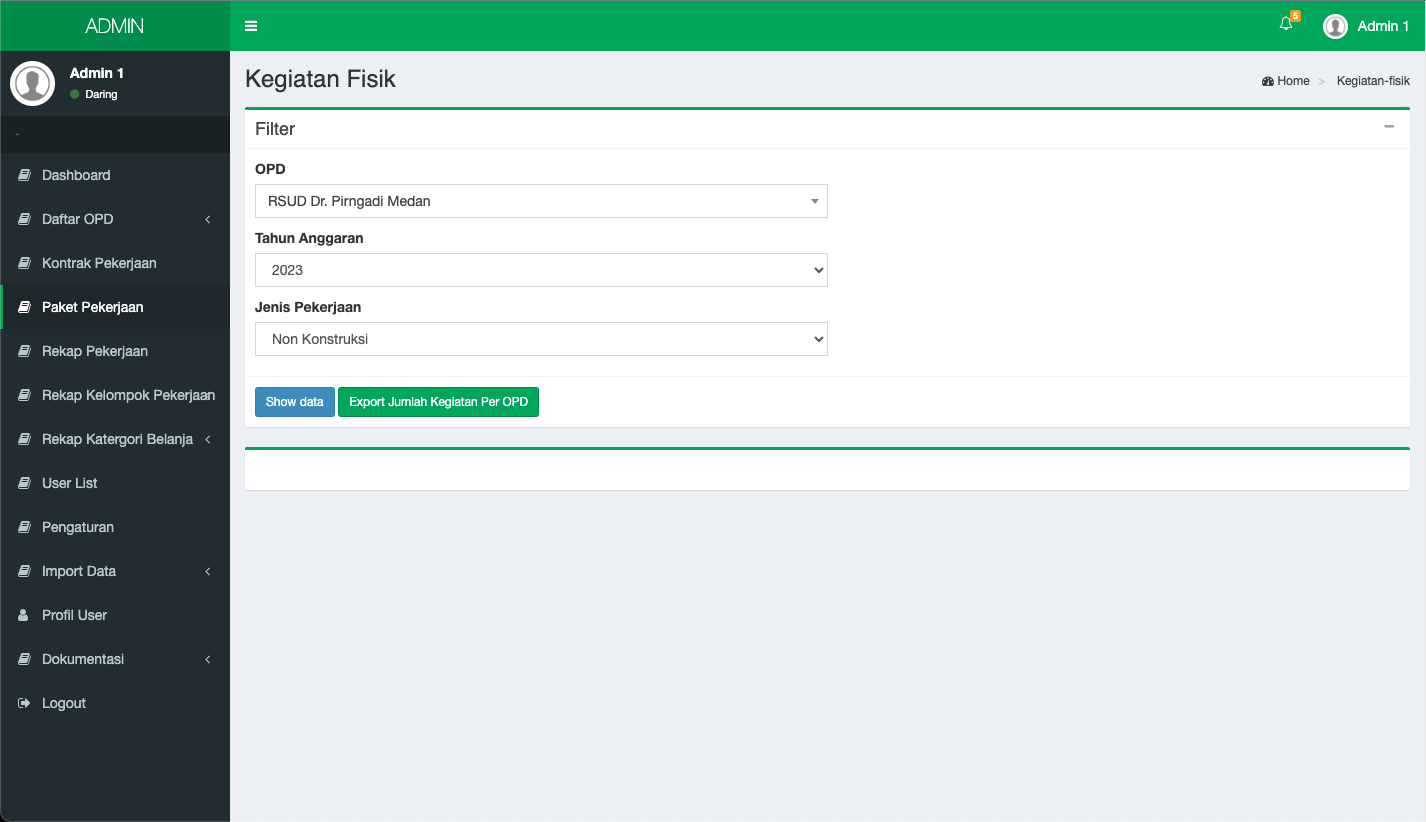 ADMIN
5
Admin 1
Admin 1
Daring
-
Dashboard
Daftar OPD
Kontrak Pekerjaan
Paket Pekerjaan
Rekap Pekerjaan
Rekap Kelompok Pekerjaan
Rekap Katergori Belanja
User List
Pengaturan
Import Data
Profil User
Dokumentasi
Logout
Kegiatan Fisik
Home > Kegiatan-fisik
Filter
OPD
RSUD Dr. Pirngadi Medan
Tahun Anggaran
2023
Jenis Pekerjaan
Non Konstruksi
Show data Export Jumlah Kegiatan Per OPD